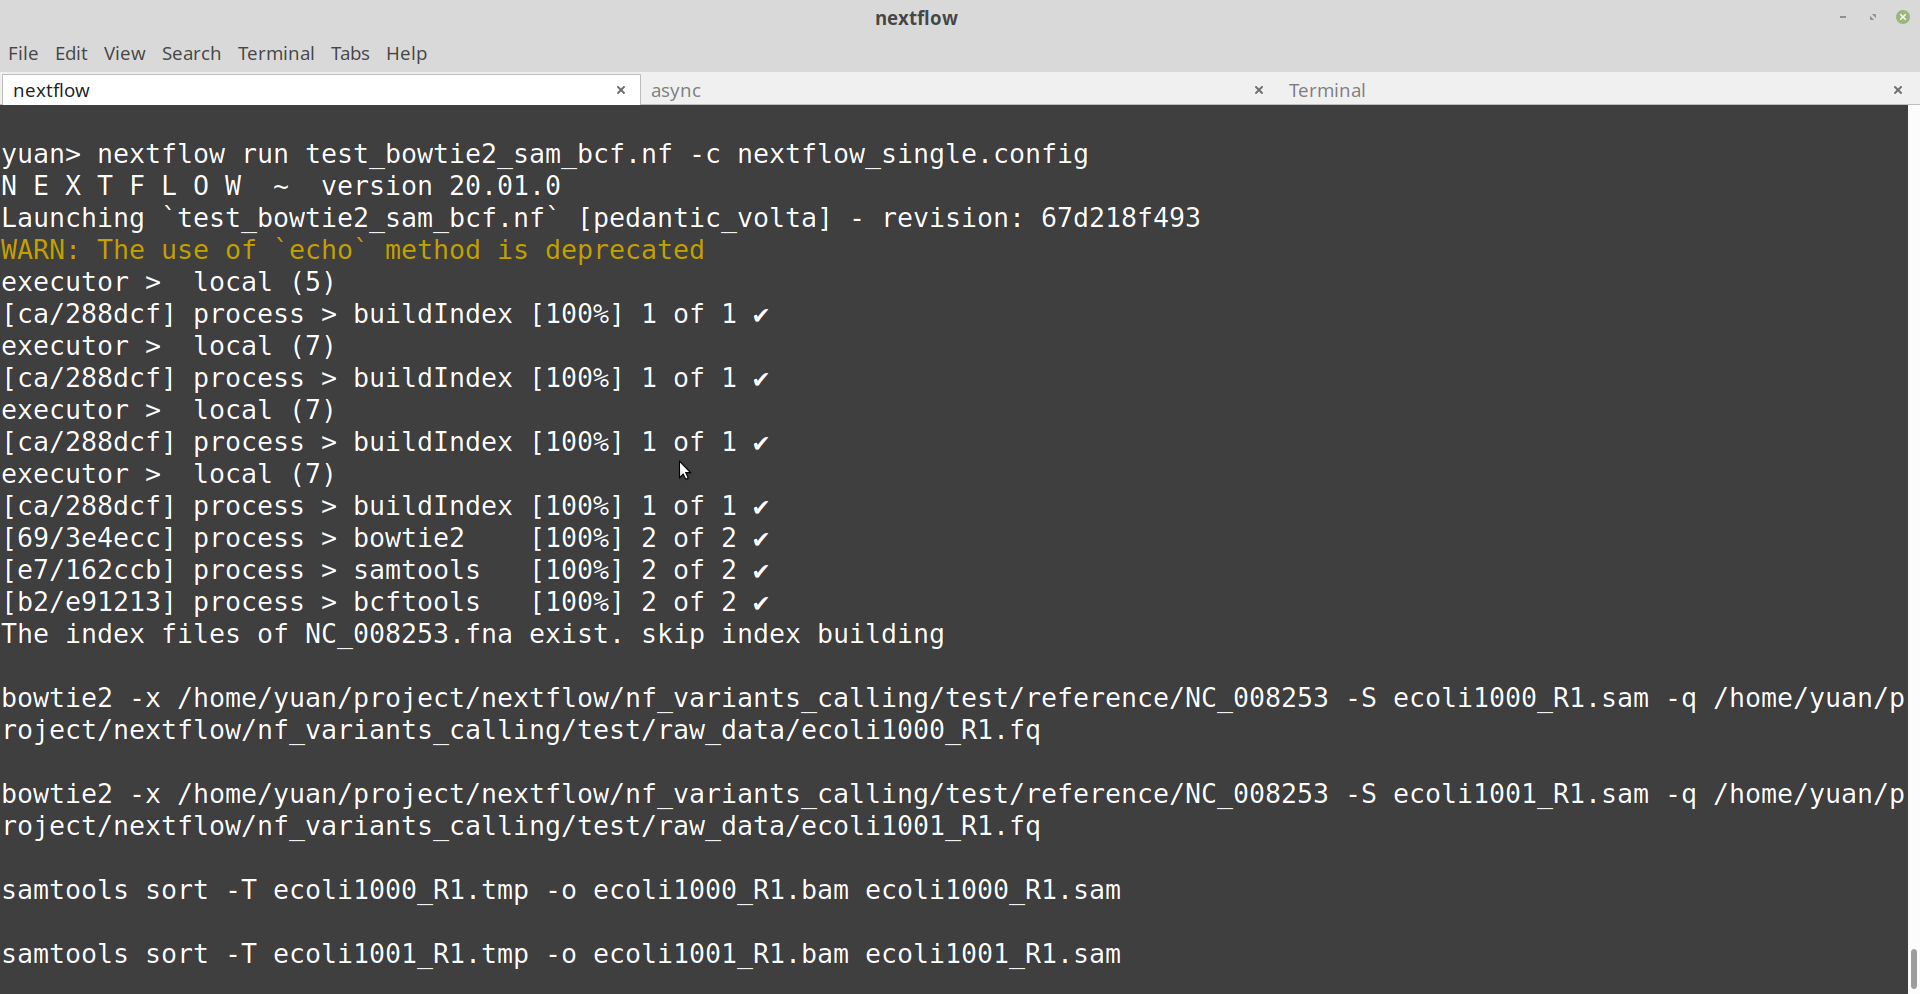 nextflow
File Edit View Search Terminal Tabs Help
nextflow × async × Terminal ×
yuan> nextflow run test_bowtie2_sam_bcf.nf -c nextflow_single.config
N E X T F L O W  ~  version 20.01.0
Launching `test_bowtie2_sam_bcf.nf` [pedantic_volta] - revision: 67d218f493
WARN: The use of `echo` method is deprecated
executor >  local (5)
[ca/288dcf] process > buildIndex [100%] 1 of 1 ✔
executor >  local (7)
[ca/288dcf] process > buildIndex [100%] 1 of 1 ✔
executor >  local (7)
[ca/288dcf] process > buildIndex [100%] 1 of 1 ✔
executor >  local (7)
[ca/288dcf] process > buildIndex [100%] 1 of 1 ✔
[69/3e4ecc] process > bowtie2    [100%] 2 of 2 ✔
[e7/162ccb] process > samtools   [100%] 2 of 2 ✔
[b2/e91213] process > bcftools   [100%] 2 of 2 ✔
The index files of NC_008253.fna exist. skip index building
bowtie2 -x /home/yuan/project/nextflow/nf_variants_calling/test/reference/NC_008253 -S ecoli1000_R1.sam -q /home/yuan/p
roject/nextflow/nf_variants_calling/test/raw_data/ecoli1000_R1.fq
bowtie2 -x /home/yuan/project/nextflow/nf_variants_calling/test/reference/NC_008253 -S ecoli1001_R1.sam -q /home/yuan/p
roject/nextflow/nf_variants_calling/test/raw_data/ecoli1001_R1.fq
samtools sort -T ecoli1000_R1.tmp -o ecoli1000_R1.bam ecoli1000_R1.sam
samtools sort -T ecoli1001_R1.tmp -o ecoli1001_R1.bam ecoli1001_R1.sam